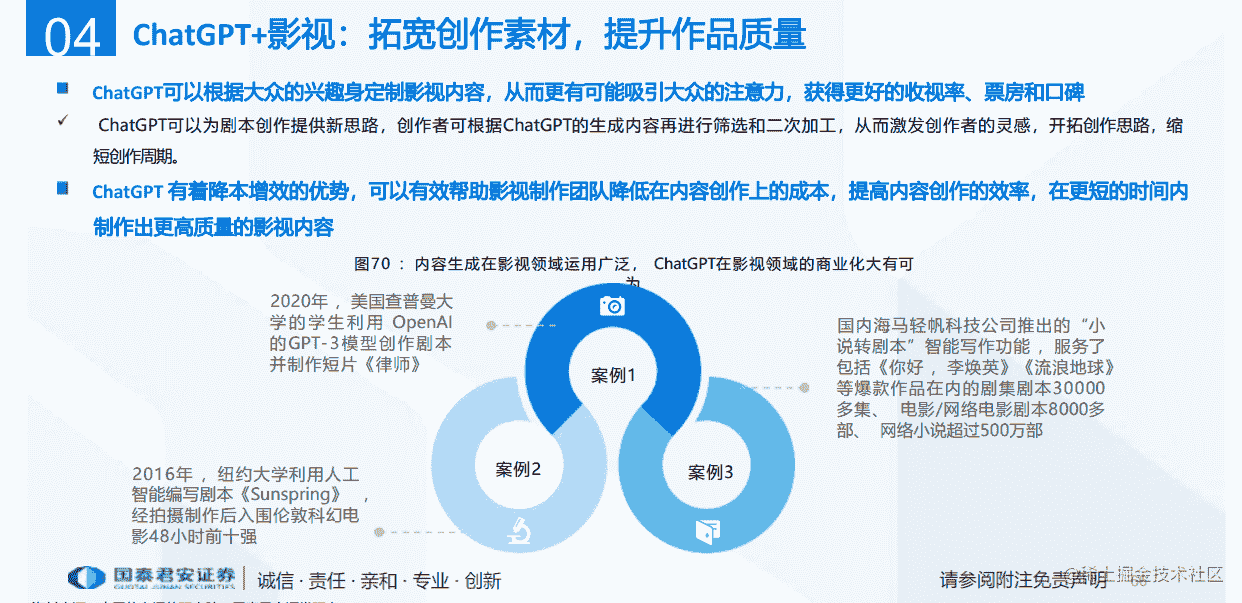 04 ChatGPT+影视：拓宽创作素材，提升作品质量
ChatGPT可以根据大众的兴趣身定制影视内容，从而更有可能吸引大众的注意力，获得更好的收视率、票房和口碑
ChatGPT可以为剧本创作提供新思路，创作者可根据ChatGPT的生成内容再进行筛选和二次加工，从而激发创作者的灵感，开拓创作思路，缩
短创作周期。
ChatGPT 有着降本增效的优势，可以有效帮助影视制作团队降低在内容创作上的成本，提高内容创作的效率，在更短的时间内
制作出更高质量的影视内容
图70 ： 内容生成在影视领域运用广泛， ChatGPT在影视领域的商业化大有可
为
2020年 ，美国查普曼大
学的学生利用 OpenAI
的GPT-3模型创作剧本
并制作短片《律师》
案例1
国内海马轻帆科技公司推出的“小
说转剧本”智能写作功能 ，服务了
包括《你好 ，李焕英》《流浪地球》
等爆款作品在内的剧集剧本30000
多集、 电影/网络电影剧本8000多
部、 网络小说超过500万部
案例2
案例3
2016年 ，纽约大学利用人工
智能编写剧本《Sunspring》 ，
经拍摄制作后入围伦敦科幻电
影48小时前十强
国泰君安证券
GUOTAI JUNAN SECURITIES
诚信 · 责任 · 亲和 · 专业 · 创新
请参阅附注免责声明
@稀土掘金技术社区